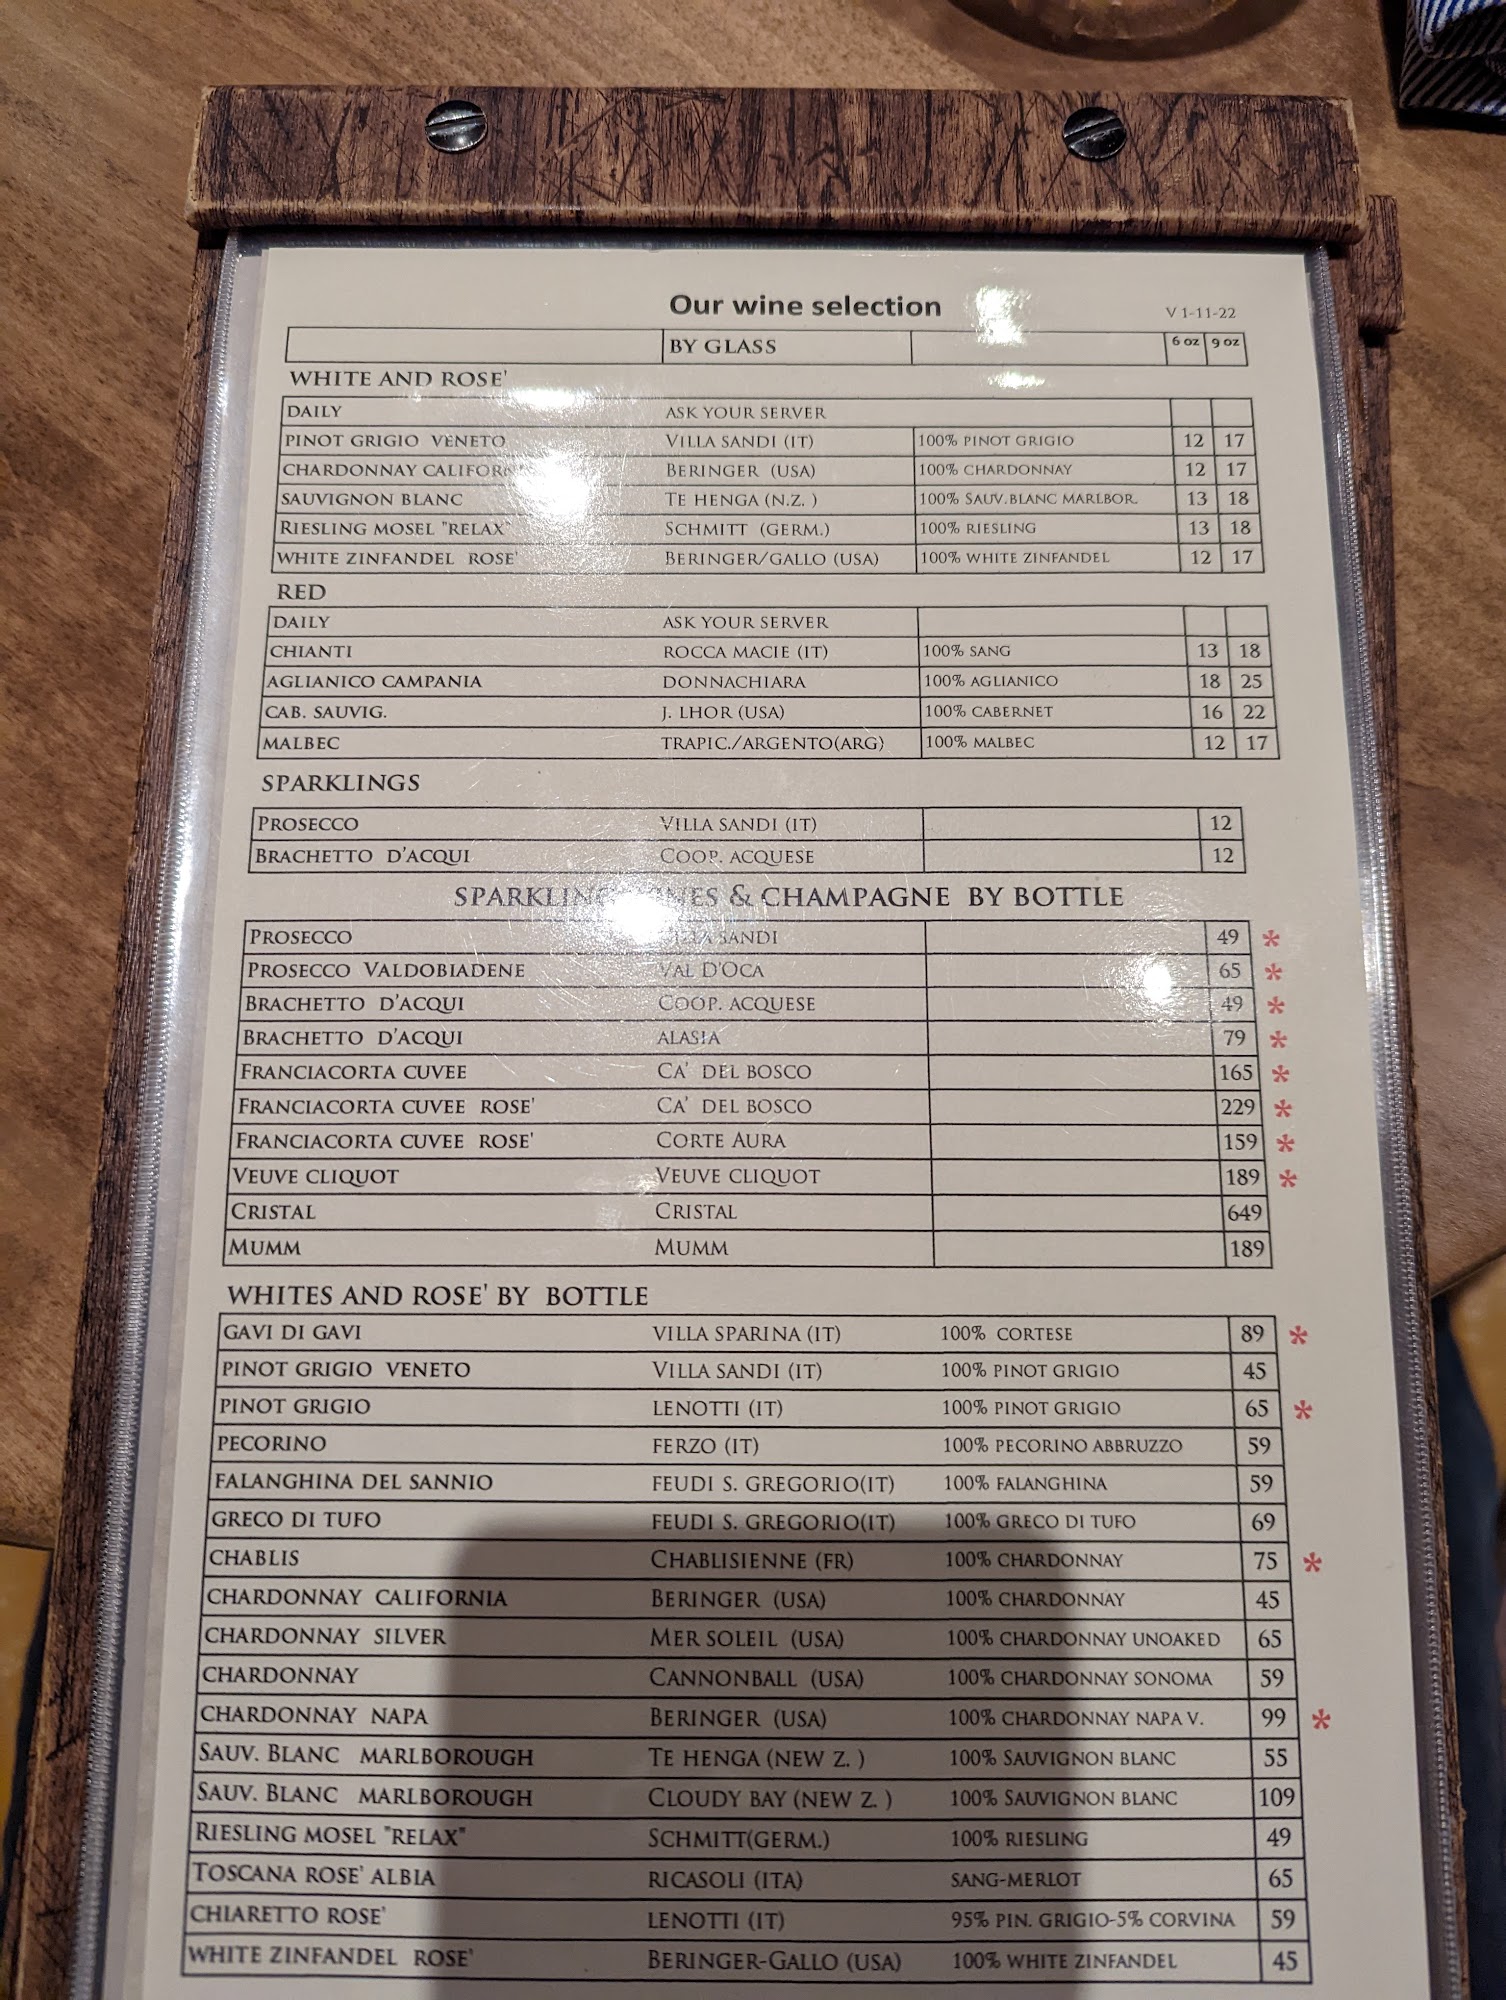 Our wine selection V 1-11-22
BY GLASS 6 oz 9 oz
WHITE AND ROSE'
DAILY ASK YOUR SERVER
PINOT GRIGIO VENETO VILLA SANDI (IT) 100% PINOT GRIGIO 12 17
CHARDONNAY BERINGER (USA) 100% CHARDONNAY 12 17
SAUVIGNON BLANC TE HENGA (N.Z. ) 100% SAUV.BLANC MARLBOR. 13 18
RIESLING MOSEL "RELAX" SCHMITT (GERM.) 100% RIESLING 13 18
WHITE ZINFANDEL ROSE' BERINGER/GALLO (USA) 100% WHITE ZINFANDEL 12 17
RED
DAILY ASK YOUR SERVER
CHIANTI ROCCA MACIE (IT) 100% SANG 13 18
AGLIANICO CAMPANIA DONNACHIARA 100% AGLIANICO 18 25
CAB. SAUVIG. J. LHOR (USA) 100% CABERNET 16 22
MALBEC TRAPIC./ARGENTO(ARG) 100% MALBEC 12 17
SPARKLINGS
PROSECCO VILLA SANDI (IT) 12
BRACHETTO D'ACQUI COOP. ACQUESE 12
& CHAMPAGNE BY BOTTLE
PROSECCO VILLA SANDI 49 *
PROSECCO VALDOBIADENE VAL D'OCA 65 *
BRACHETTO D'ACQUI COOP. ACQUESE 49 *
BRACHETTO D'ACQUI ALASIA 79 *
FRANCIACORTA CUVEE CA' DEL BOSCO 165 *
FRANCIACORTA CUVEE ROSE' CA' DEL BOSCO 229 *
FRANCIACORTA CUVEE ROSE' CORTE AURA 159 *
VEUVE CLIQUOT VEUVE CLIQUOT 189 *
CRISTAL CRISTAL 649
MUMM MUMM 189
WHITES AND ROSE' BY BOTTLE
GAVI DI GAVI VILLA SPARINA (IT) 100% CORTESE 89 *
PINOT GRIGIO VENETO VILLA SANDI (IT) 100% PINOT GRIGIO 45
PINOT GRIGIO LENOTTI (IT) 100% PINOT GRIGIO 65 *
PECORINO FERZO (IT) 100% PECORINO ABBRUZZO 59
FALANGHINA DEL SANNIO FEUDI S. GREGORIO(IT) 100% FALANGHINA 59
GRECO DI TUFO FEUDI S. GREGORIO(IT) 100% GRECO DI TUFO 69
CHABLIS CHABLISIENNE (FR) 100% CHARDONNAY 75 *
CHARDONNAY CALIFORNIA BERINGER (USA) 100% CHARDONNAY 45
CHARDONNAY SILVER MER SOLEIL (USA) 100% CHARDONNAY UNOAKED 65
CHARDONNAY CANNONBALL (USA) 100% CHARDONNAY SONOMA 59
CHARDONNAY NAPA BERINGER (USA) 100% CHARDONNAY NAPA V. 99 *
SAUV. BLANC MARLBOROUGH TE HENGA (NEW Z. ) 100% SAUVIGNON BLANC 55
SAUV. BLANC MARLBOROUGH CLOUDY BAY (NEW Z. ) 100% SAUVIGNON BLANC 109
RIESLING MOSEL "RELAX" SCHMITT(GERM.) 100% RIESLING 49
TOSCANA ROSE' ALBIA RICASOLI (ITA) SANG-MERLOT 65
CHIARETTO ROSE' LENOTTI (IT) 95% PIN. GRIGIO-5% CORVINA 59
WHITE ZINFANDEL ROSE' BERINGER-GALLO (USA) 100% WHITE ZINFANDEL 45